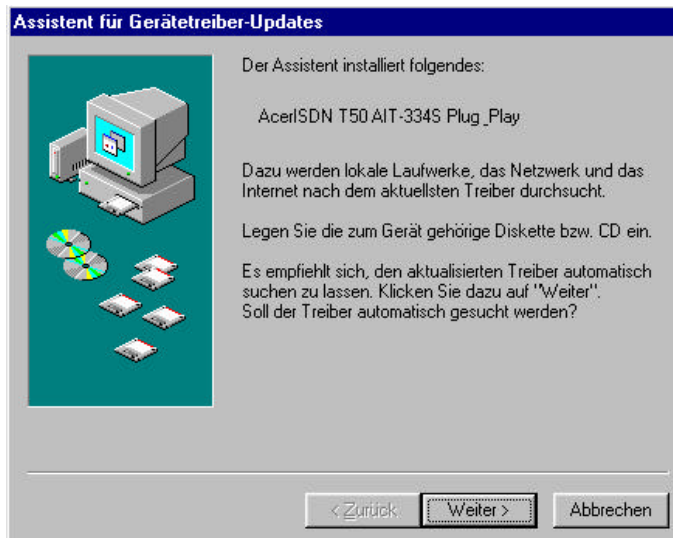 Assistent für Gerätetreiber-Updates
Der Assistent installiert folgendes:
AcerISDN T50 AIT-334S Plug_Play
Dazu werden lokale Laufwerke, das Netzwerk und das
Internet nach dem aktuellsten Treiber durchsucht.
Legen Sie die zum Gerät gehörige Diskette bzw. CD ein.
Es empfiehlt sich, den aktualisierten Treiber automatisch
suchen zu lassen. Klicken Sie dazu auf "Weiter".
Soll der Treiber automatisch gesucht werden?
< Zurück
Weiter >
Abbrechen